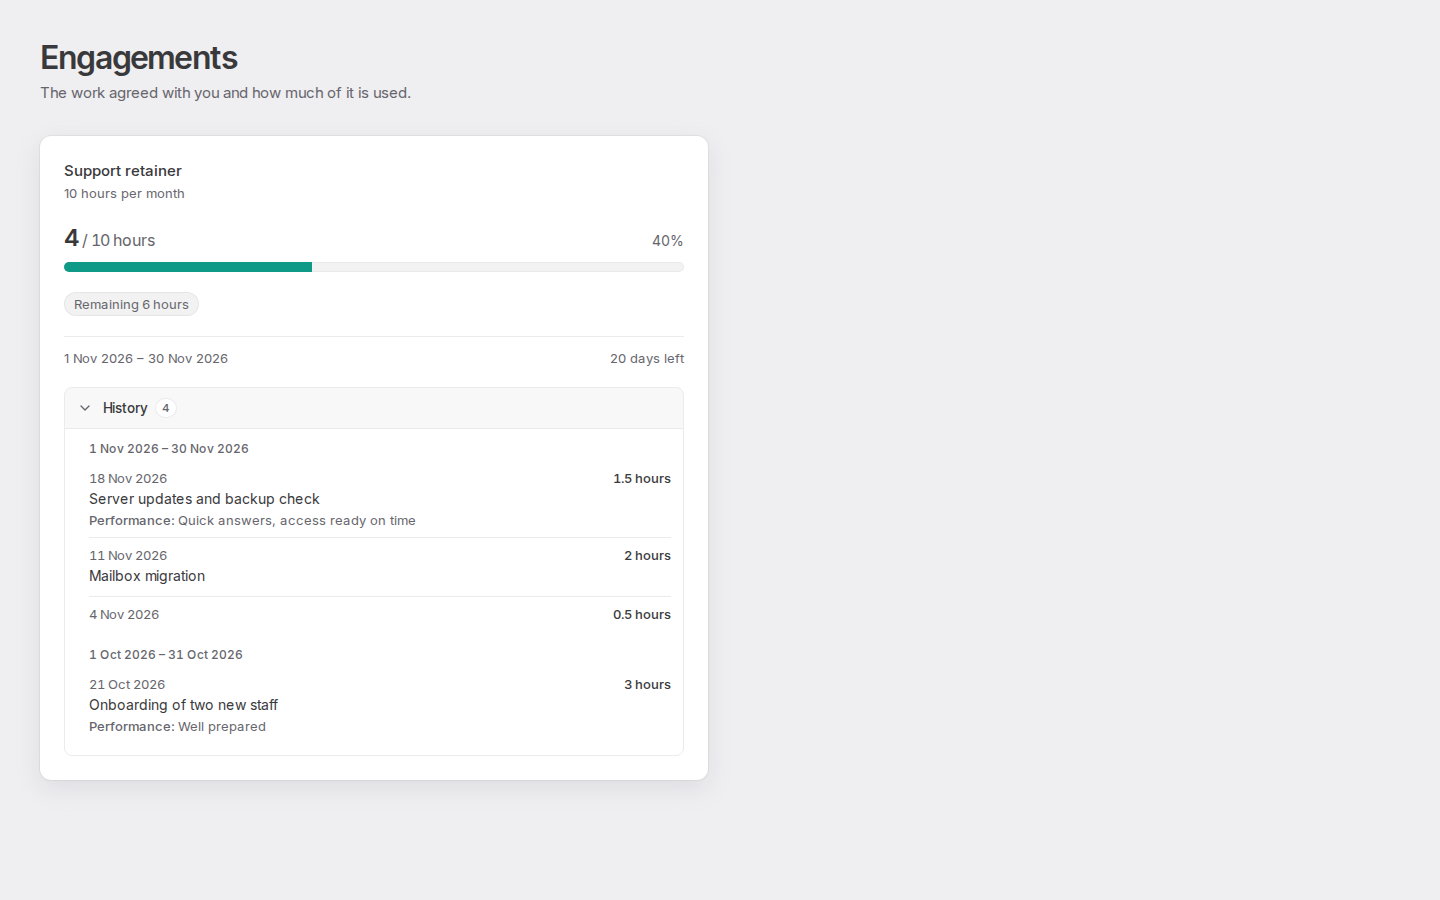 Engagements
The work agreed with you and how much of it is used.
Support retainer
10 hours per month
4 / 10 hours
40%
Remaining 6 hours
1 Nov 2026 – 30 Nov 2026
20 days left
History 4
1 Nov 2026 – 30 Nov 2026
18 Nov 2026
1.5 hours
Server updates and backup check
Performance: Quick answers, access ready on time
11 Nov 2026
2 hours
Mailbox migration
4 Nov 2026
0.5 hours
1 Oct 2026 – 31 Oct 2026
21 Oct 2026
3 hours
Onboarding of two new staff
Performance: Well prepared